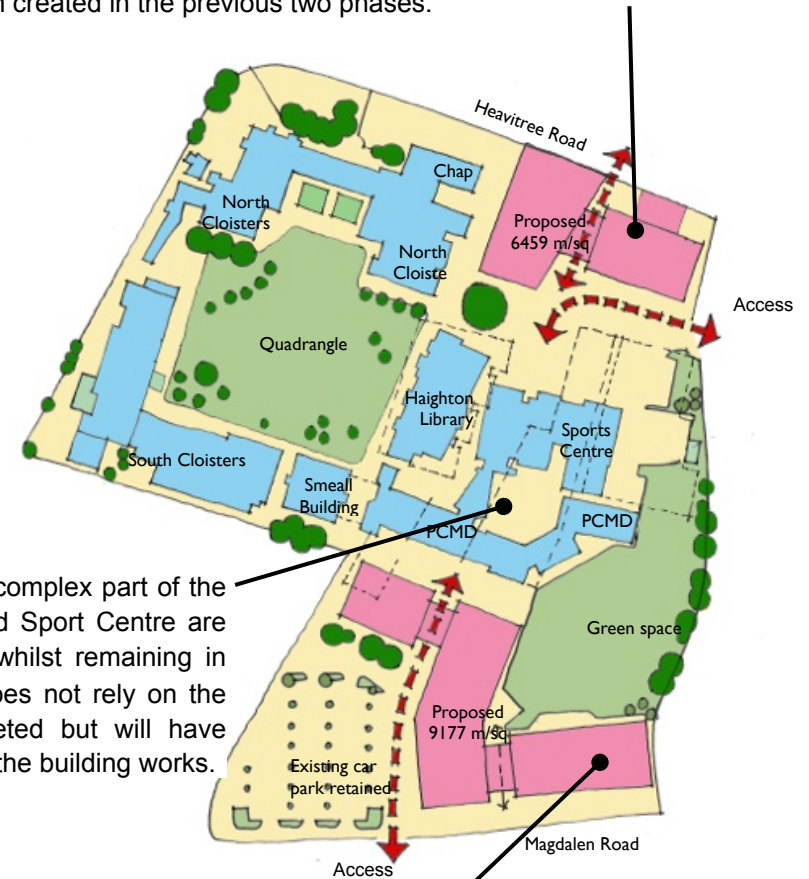 created in the previous two phases.
Heavitree Road
Chap
North
Cloisters
Proposed
6459 m/sq
North
Cloiste
Access
Quadrangle
Haighton
Library
Sports
Centre
South Cloisters
Smeall
Building
PCMD
PCMD
complex part of the
Sport Centre are
whilst remaining in
not rely on the
but will have
the building works.
Green space
Proposed
9177 m/sq
Existing car
park retained
Magdalen Road
Access